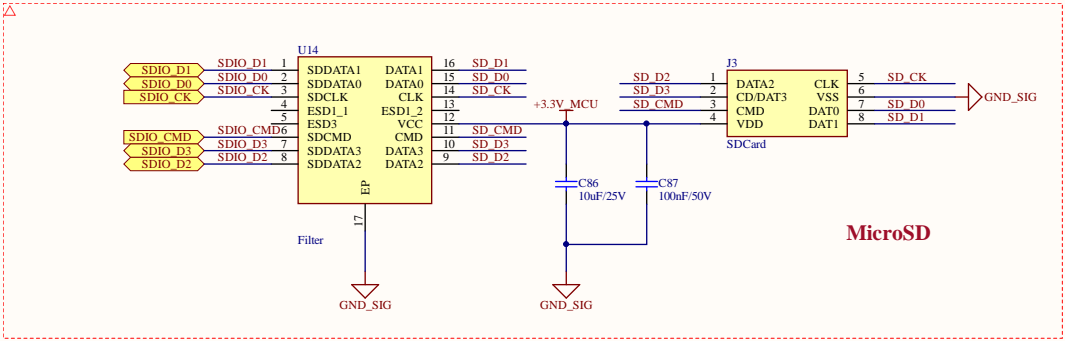 U14
SDIO_D1 SDIO_D1 1 SDDATA1 DATA1 16 SD_D1
SDIO_D0 SDIO_D0 2 SDDATA0 DATA0 15 SD_D0
SDIO_CK SDIO_CK 3 SDCLK CLK 14 SD_CK
4 ESD1_1 ESD1_2 13
5 ESD3 VCC 12
SDIO_CMD SDIO_CMD 6 SDCMD CMD 11 SD_CMD
SDIO_D3 SDIO_D3 7 SDDATA3 DATA3 10 SD_D3
SDIO_D2 SDIO_D2 8 SDDATA2 DATA2 9 SD_D2
EP
17
Filter
GND_SIG
+3.3V_MCU
C86
10uF/25V
C87
100nF/50V
GND_SIG
J3
SD_D2 1 DATA2 CLK 5 SD_CK
SD_D3 2 CD/DAT3 VSS 6 GND_SIG
SD_CMD 3 CMD DAT0 7 SD_D0
4 VDD DAT1 8 SD_D1
SDCard
MicroSD